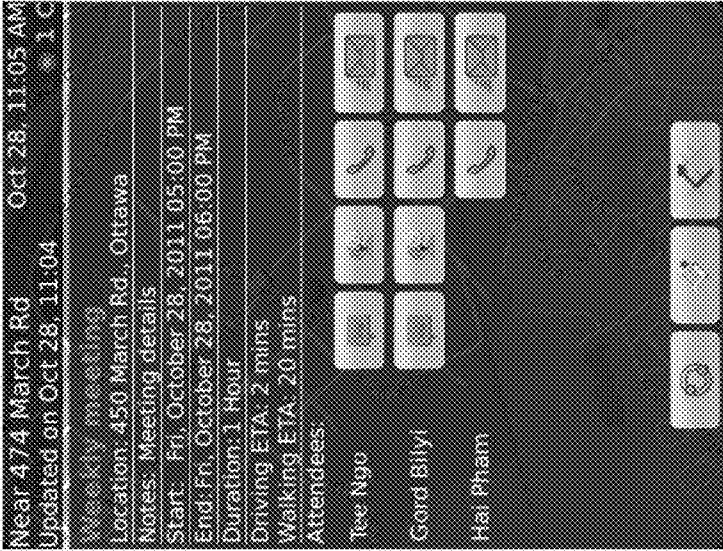 Near 474 March Rd Oct 28, 11:05 AM
Updated on Oct 28, 11:04 1 C
Weekly meeting
Location: 450 March Rd., Ottawa
Notes: Meeting details
Start: Fri, October 28, 2011 05:00 PM
End: Fri, October 28, 2011 06:00 PM
Duration: 1 Hour
Driving ETA: 2 mins
Walking ETA: 20 mins
Attendees:
Tee Ngo
Gord Bilyi
Hai Pham